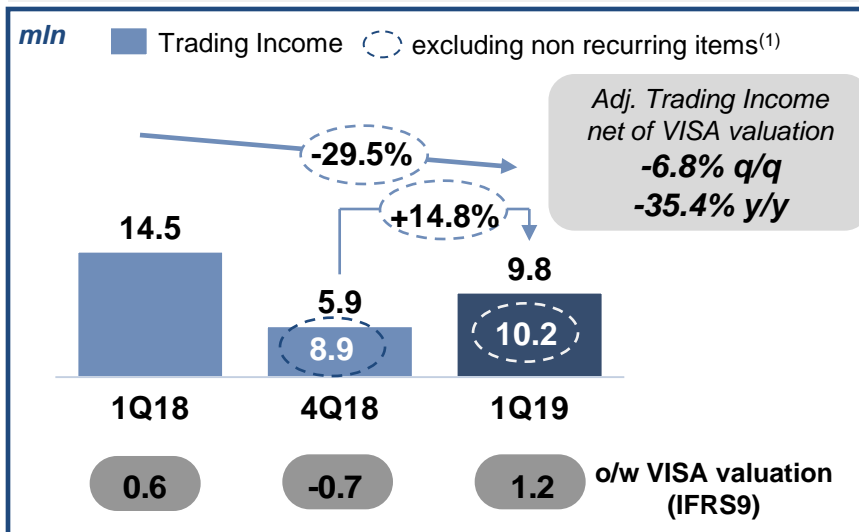 mln
Trading Income
excluding non recurring items(1)
Adj. Trading Income
net of VISA valuation
-6.8% q/q
-35.4% y/y
-29.5%
+14.8%
14.5
5.9
9.8
8.9
10.2
1Q18
4Q18
1Q19
0.6
-0.7
1.2
o/w VISA valuation
(IFRS9)